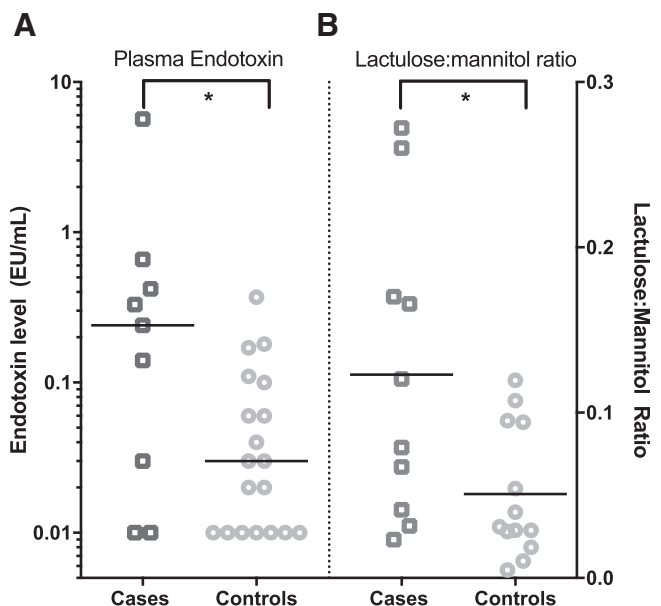 A
B
Plasma Endotoxin
Lactulose:mannitol ratio
*
*
10
1
0.1
0.01
Endotoxin level (EU/mL)
0.3
0.2
0.1
0.0
Lactulose:Mannitol Ratio
Cases
Controls
Cases
Controls